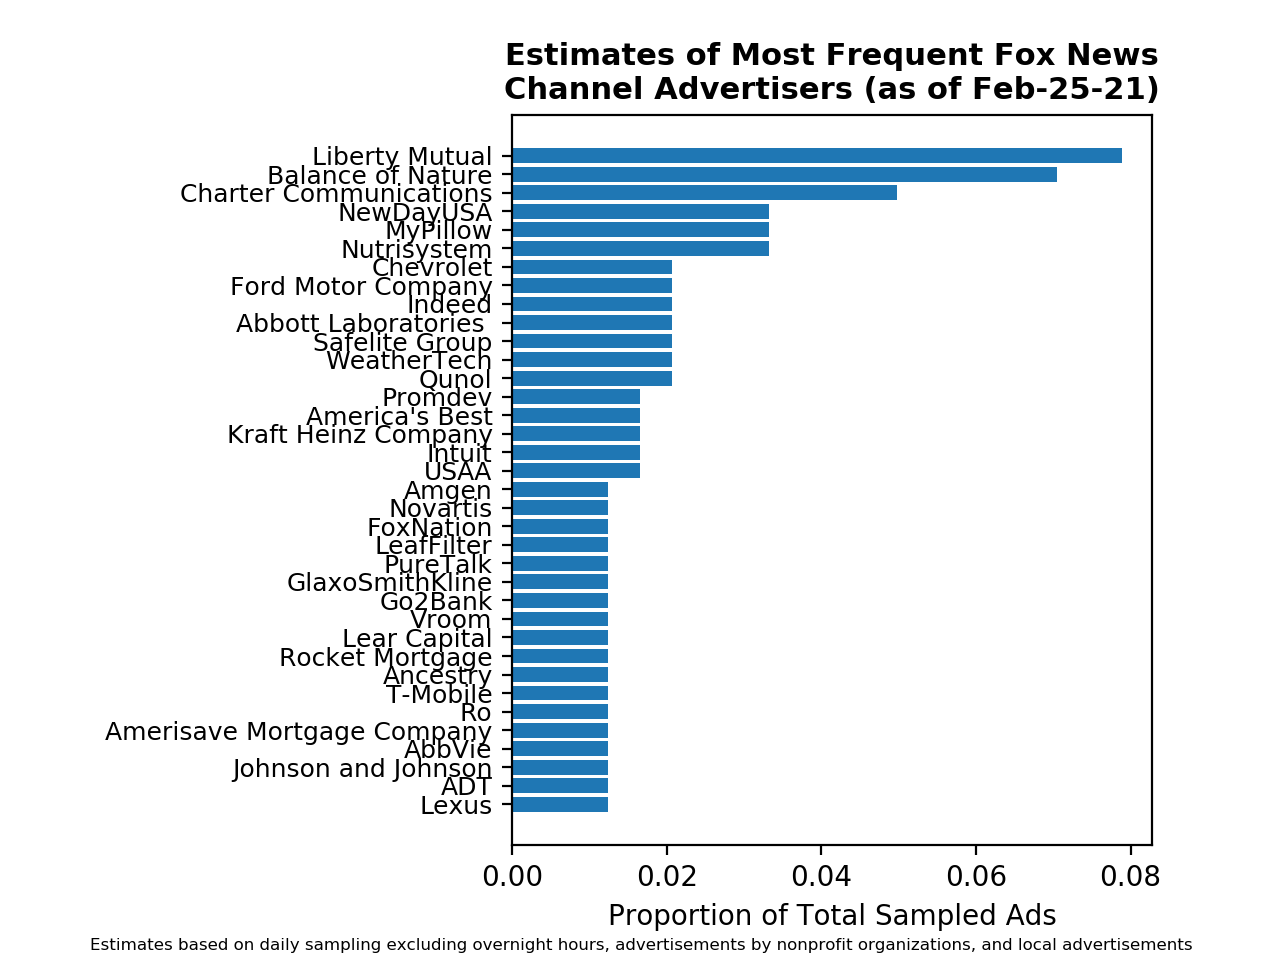 Estimates of Most Frequent Fox News
Channel Advertisers (as of Feb-25-21)
Liberty Mutual
Balance of Nature
Charter Communications
NewDayUSA
MyPillow
Nutrisystem
Chevrolet
Ford Motor Company
Indeed
Abbott Laboratories
Safelite Group
WeatherTech
Qunol
Promdev
America's Best
Kraft Heinz Company
Intuit
USAA
Amgen
Novartis
FoxNation
LeafFilter
PureTalk
GlaxoSmithKline
Go2Bank
Vroom
Lear Capital
Rocket Mortgage
Ancestry
T-Mobile
Ro
Amerisave Mortgage Company
AbbVie
Johnson and Johnson
ADT
Lexus
0.00 0.02 0.04 0.06 0.08
Proportion of Total Sampled Ads
Estimates based on daily sampling excluding overnight hours, advertisements by nonprofit organizations, and local advertisements